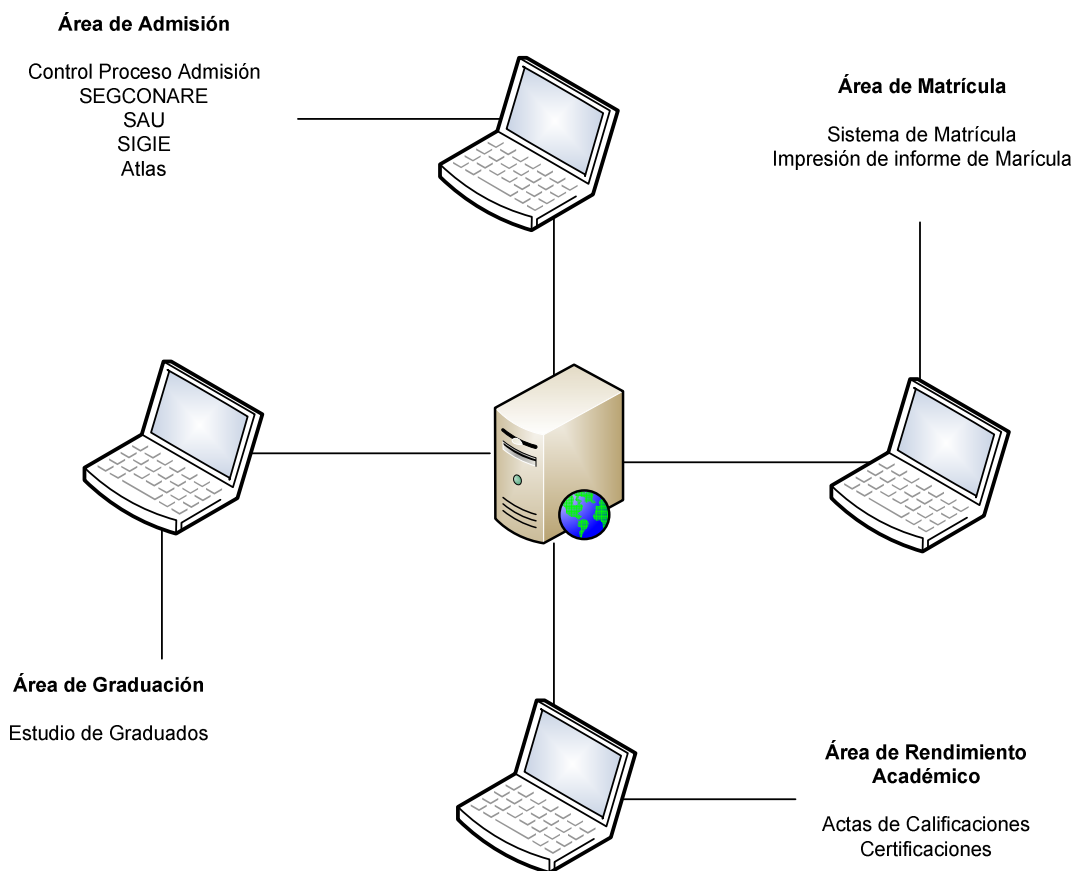 Área de Admisión
Control Proceso Admisión
SEGCONARE
SAU
SIGIE
Atlas
Área de Matrícula
Sistema de Matrícula
Impresión de informe de Marícula
Área de Graduación
Estudio de Graduados
Área de Rendimiento
Académico
Actas de Calificaciones
Certificaciones